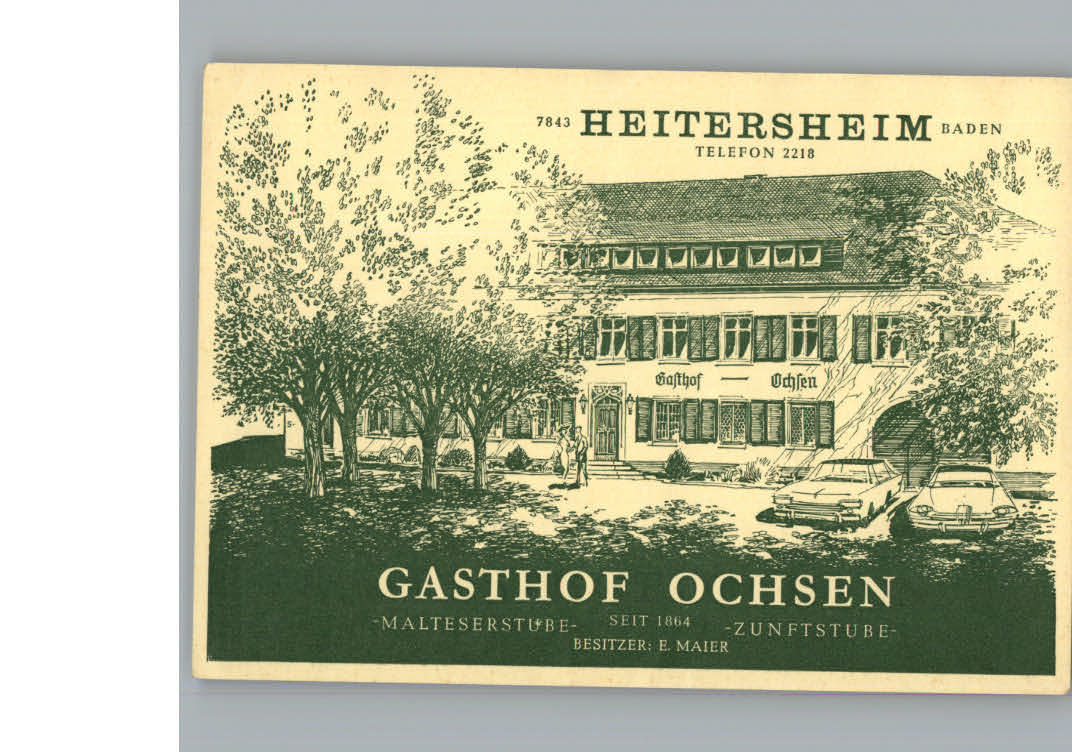 7843 HEITERSHEIM BADEN
TELEFON 2218
Gasthof — Ochsen
GASTHOF OCHSEN
-MALTESERSTUBE- SEIT 1864 -ZUNFTSTUBE-
BESITZER: E. MAIER